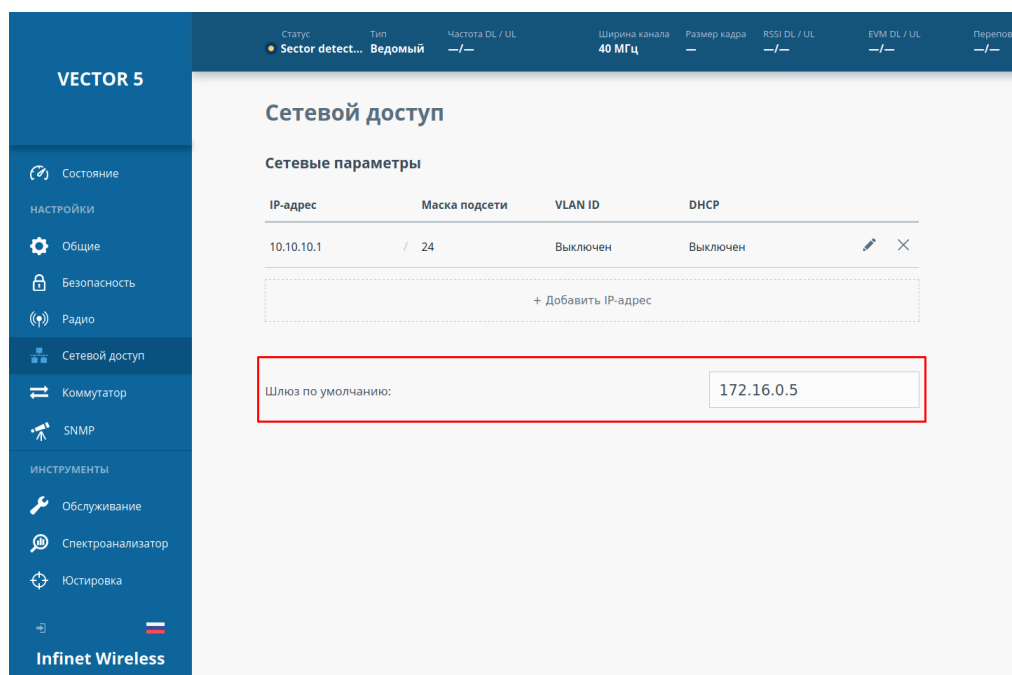 VECTOR 5
Статус Тип Частота DL / UL Ширина канала Размер кадра RSSI DL / UL EVM DL / UL Перепов
Sector detect... Ведомый —/— 40 МГц — —/— —/— —/—
Состояние
НАСТРОЙКИ
Общие
Безопасность
Радио
Сетевой доступ
Коммутатор
SNMP
ИНСТРУМЕНТЫ
Обслуживание
Спектроанализатор
Юстировка
Infinet Wireless
Сетевой доступ
Сетевые параметры
IP-адрес Маска подсети VLAN ID DHCP
10.10.10.1 / 24 Выключен Выключен
+ Добавить IP-адрес
Шлюз по умолчанию: 172.16.0.5